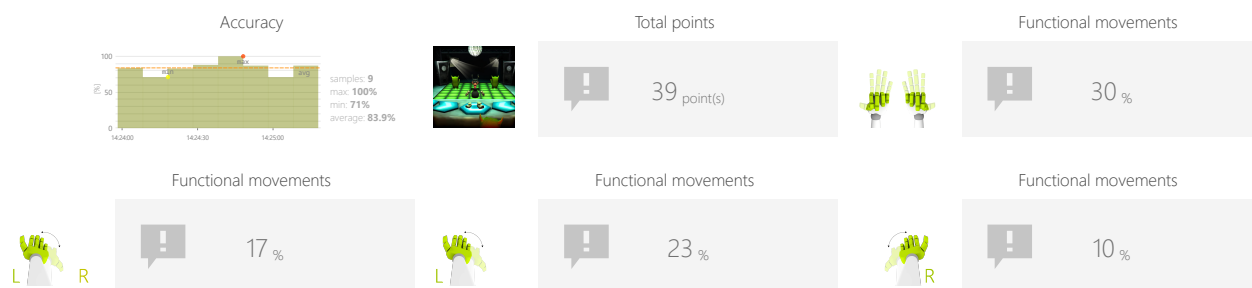 Accuracy
100
50
0
[%]
min
max
avg
14:24:00
14:24:30
14:25:00
samples: 9
max: 100%
min: 71%
average: 83.9%
Total points
39 point(s)
Functional movements
30 %
Functional movements
L R
17 %
Functional movements
L
23 %
Functional movements
R
10 %